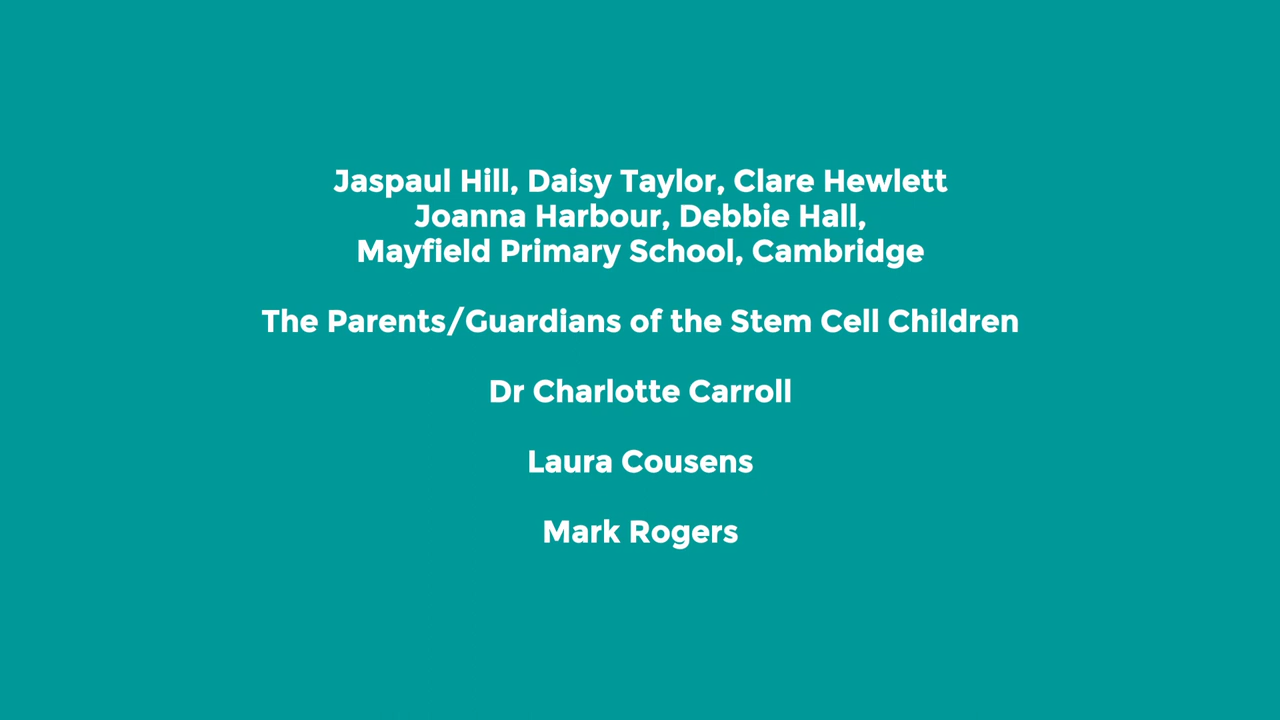 Jaspaul Hill, Daisy Taylor, Clare Hewlett
Joanna Harbour, Debbie Hall,
Mayfield Primary School, Cambridge
The Parents/Guardians of the Stem Cell Children
Dr Charlotte Carroll
Laura Cousens
Mark Rogers